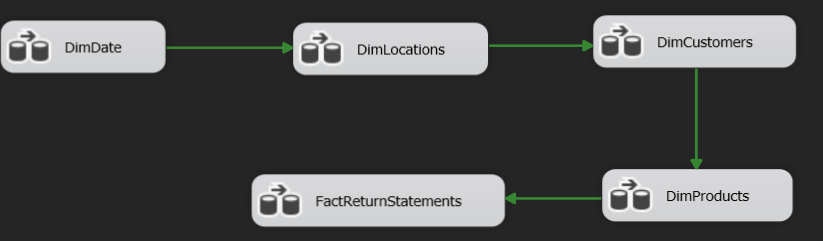 DimDate
DimLocations
DimCustomers
DimProducts
FactReturnStatements